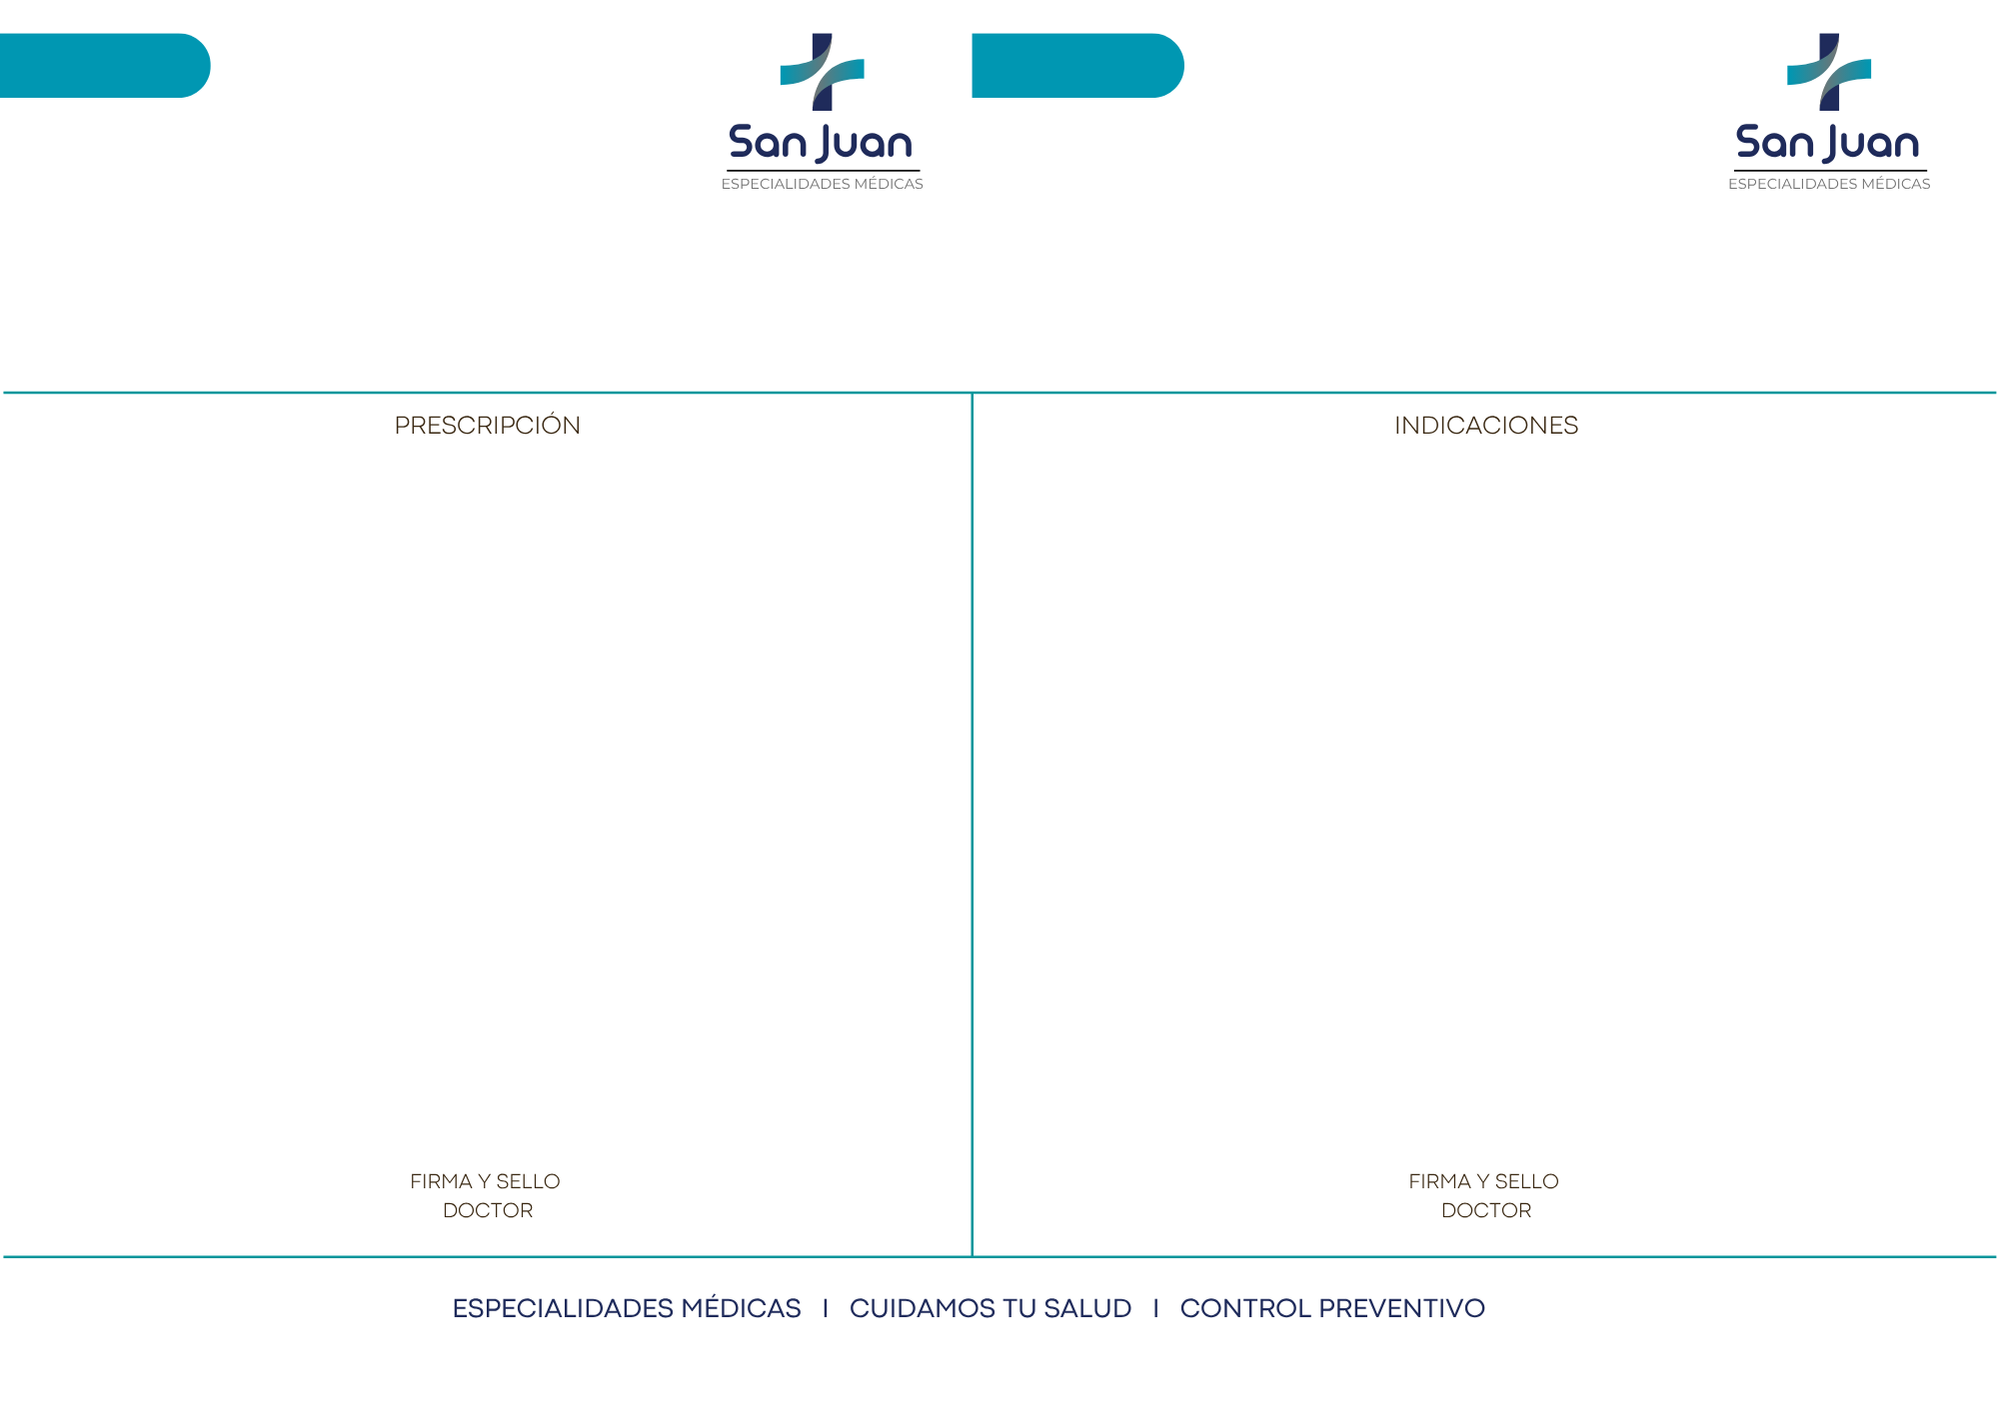 San Juan
ESPECIALIDADES MÉDICAS
San Juan
ESPECIALIDADES MÉDICAS
PRESCRIPCIÓN
INDICACIONES
FIRMA Y SELLO
DOCTOR
FIRMA Y SELLO
DOCTOR
ESPECIALIDADES MÉDICAS | CUIDAMOS TU SALUD | CONTROL PREVENTIVO